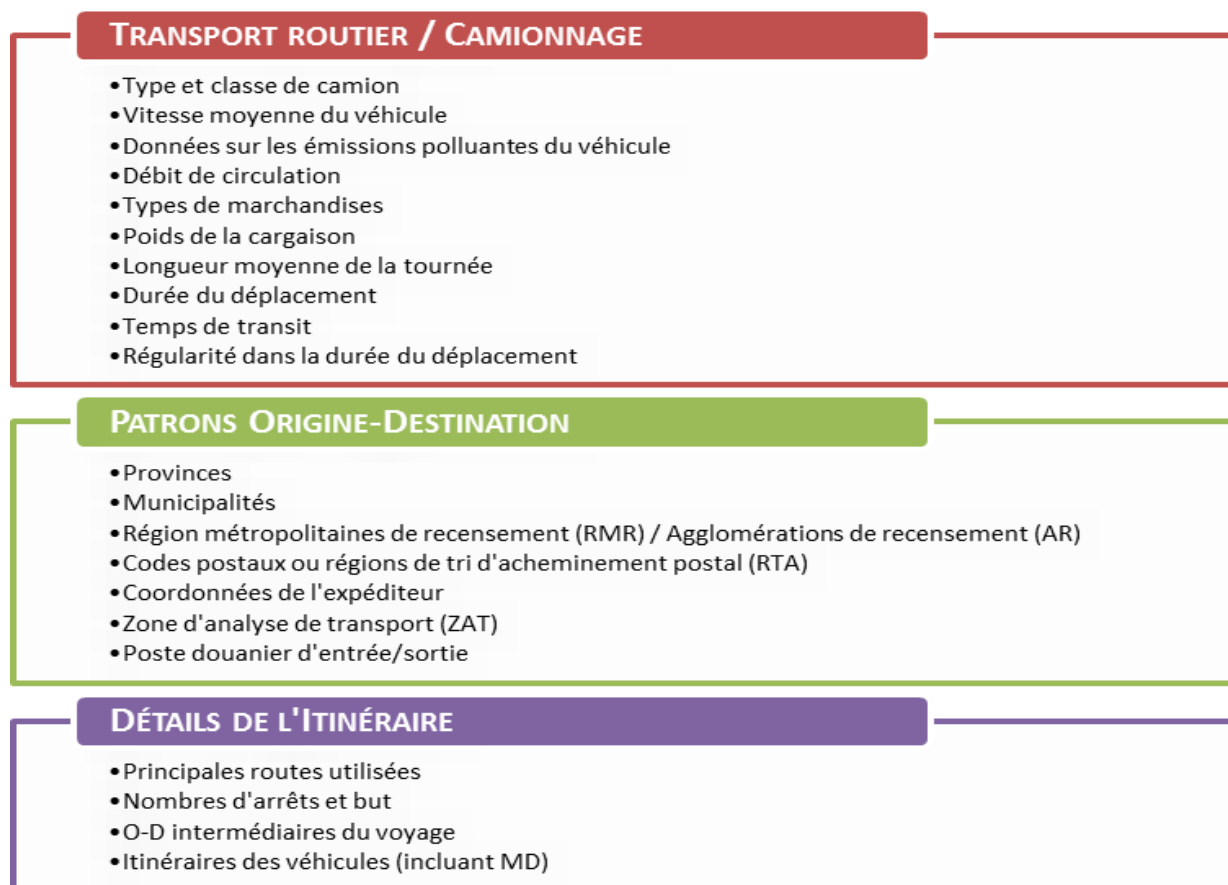 TRANSPORT ROUTIER / CAMIONNAGE
•Type et classe de camion
•Vitesse moyenne du véhicule
•Données sur les émissions polluantes du véhicule
•Débit de circulation
•Types de marchandises
•Poids de la cargaison
•Longueur moyenne de la tournée
•Durée du déplacement
•Temps de transit
•Régularité dans la durée du déplacement
PATRONS ORIGINE-DESTINATION
•Provinces
•Municipalités
•Région métropolitaines de recensement (RMR) / Agglomérations de recensement (AR)
•Codes postaux ou régions de tri d'acheminement postal (RTA)
•Coordonnées de l'expéditeur
•Zone d'analyse de transport (ZAT)
•Poste douanier d'entrée/sortie
DÉTAILS DE L'ITINÉRAIRE
•Principales routes utilisées
•Nombres d'arrêts et but
•O-D intermédiaires du voyage
•Itinéraires des véhicules (incluant MD)